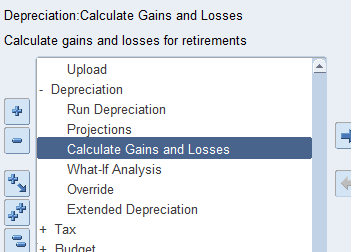 Depreciation:Calculate Gains and Losses
Calculate gains and losses for retirements
Upload
- Depreciation
Run Depreciation
Projections
Calculate Gains and Losses
What-If Analysis
Override
Extended Depreciation
+ Tax
+ Budget